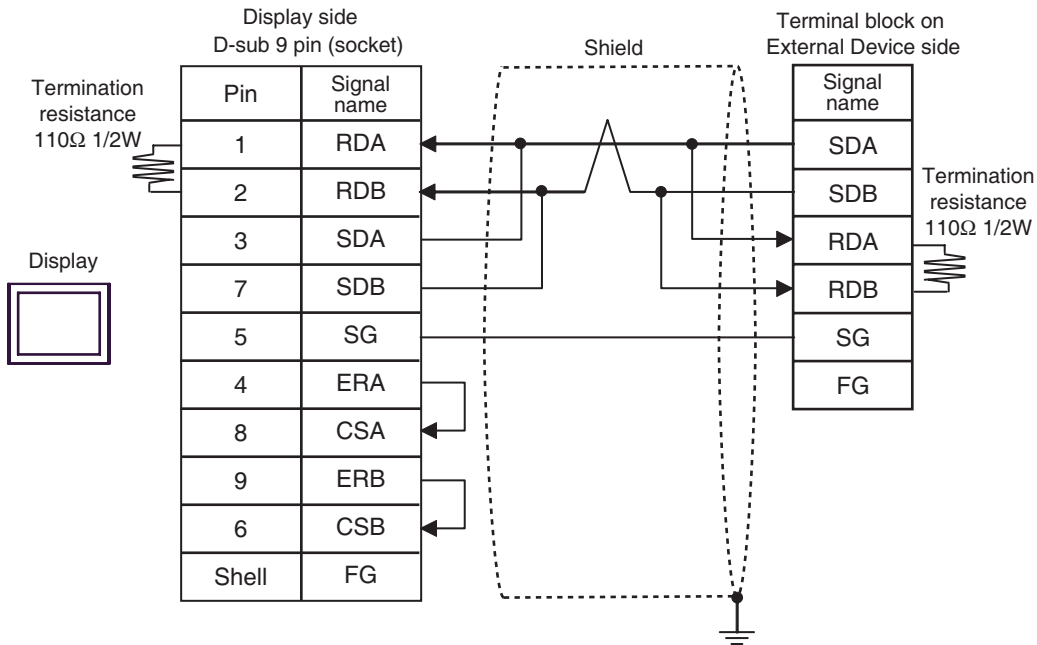 Display side
D-sub 9 pin (socket)
Shield
Terminal block on
External Device side
Termination
resistance
110Ω 1/2W
Pin
Signal
name
1
RDA
2
RDB
3
SDA
7
SDB
5
SG
4
ERA
8
CSA
9
ERB
6
CSB
Shell
FG
Display
Signal
name
SDA
SDB
RDA
RDB
SG
FG
Termination
resistance
110Ω 1/2W